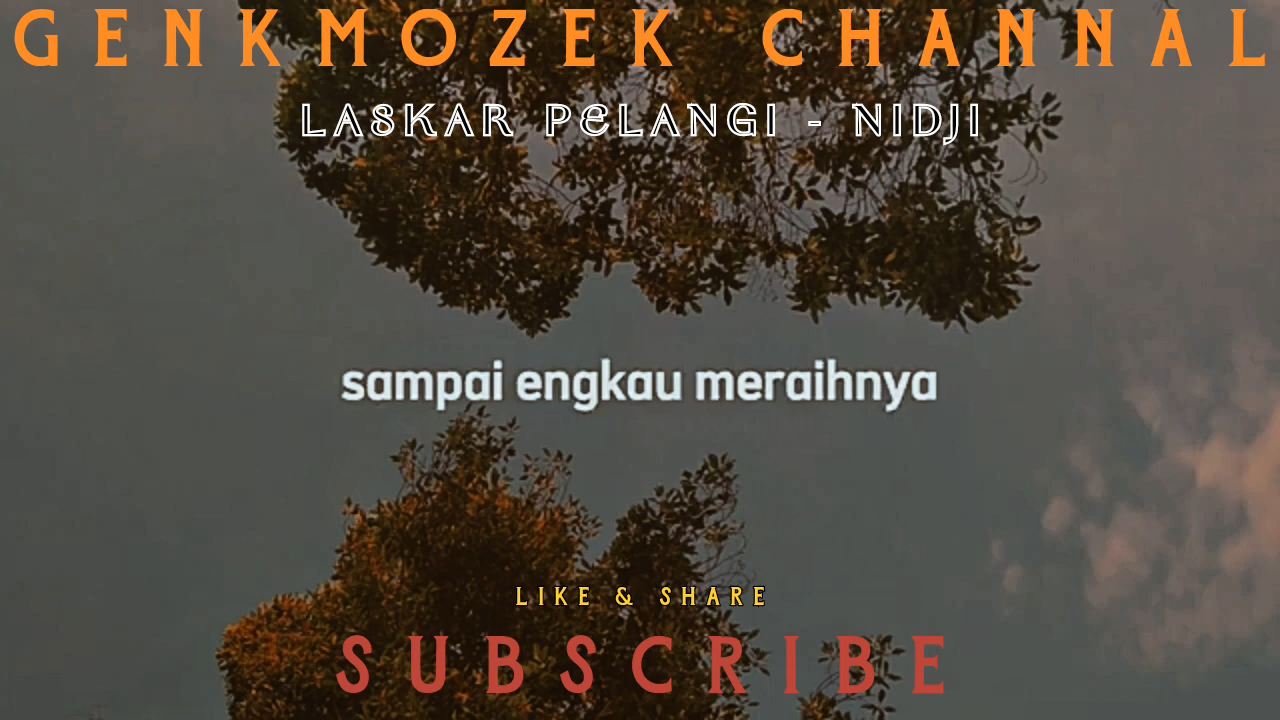 GENKMOZEK CHANNAL
LASKAR PELANGI - NIDJI
sampai engkau meraihnya
LIKE & SHARE
SUBSCRIBE